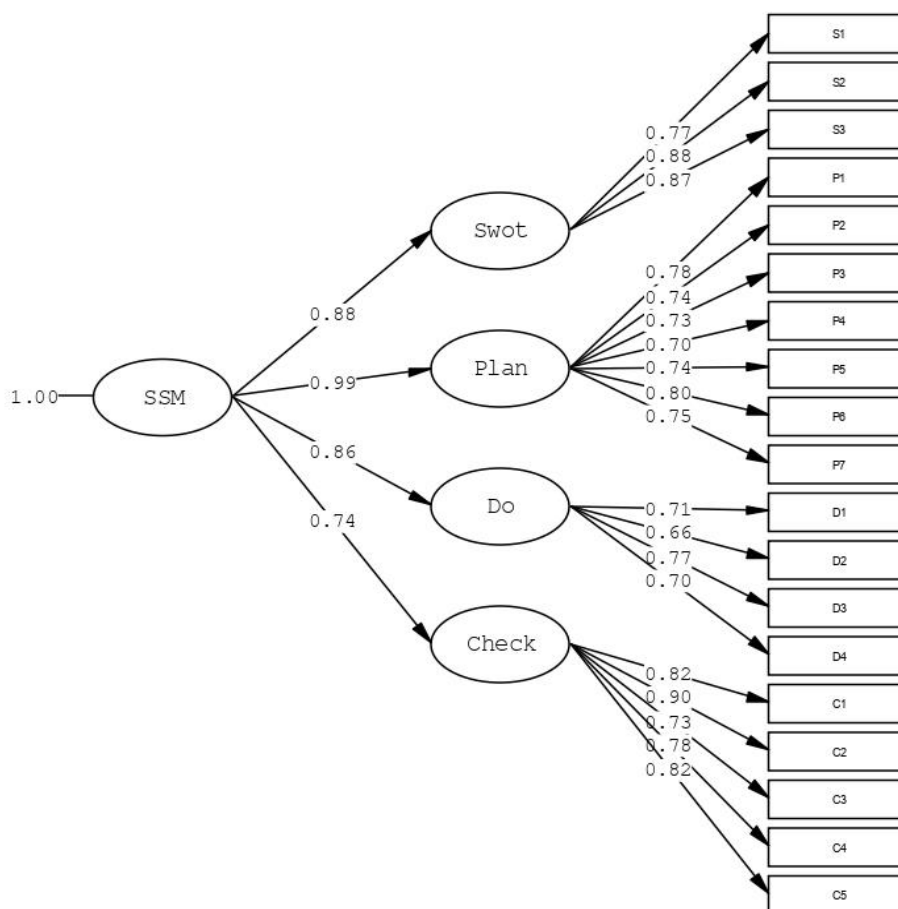 S1
S2
S3
P1
P2
P3
P4
P5
P6
P7
D1
D2
D3
D4
C1
C2
C3
C4
C5
0.77
0.88
0.87
0.78
0.74
0.73
0.70
0.74
0.80
0.75
0.71
0.66
0.77
0.70
0.82
0.90
0.73
0.78
0.82
Swot
Plan
Do
Check
0.88
0.99
0.86
0.74
1.00
SSM